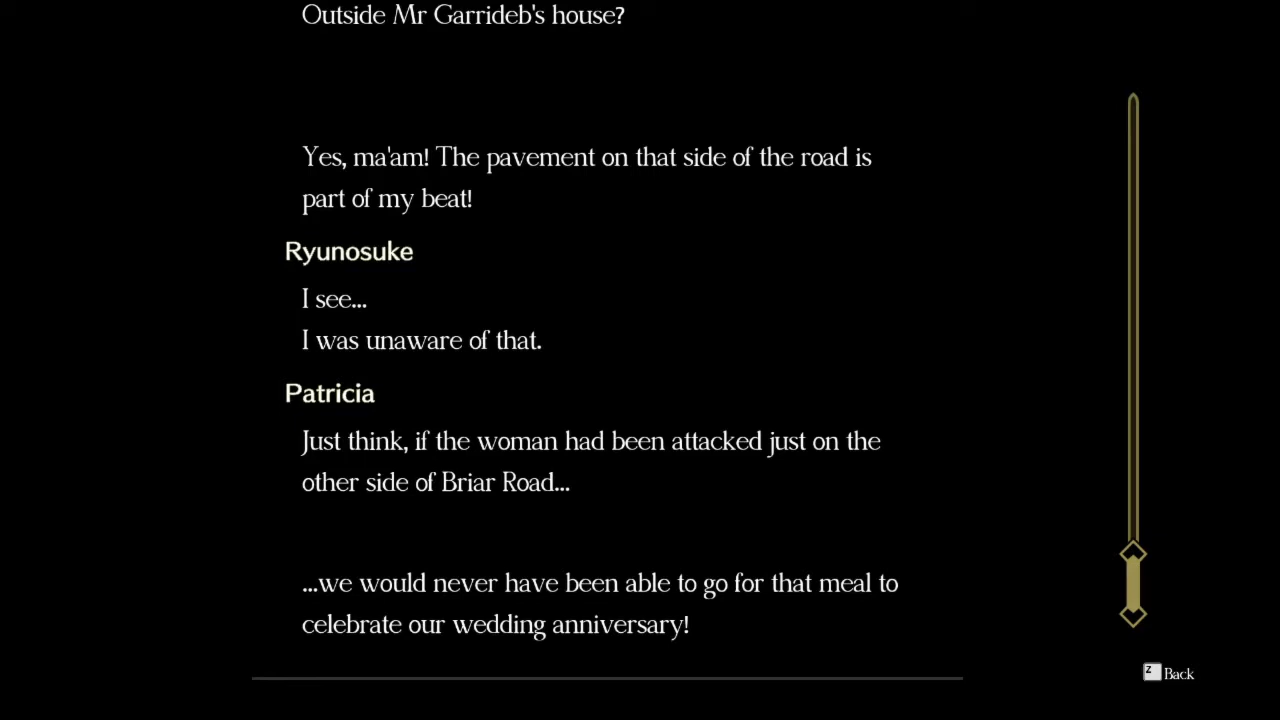 Outside Mr Garrideb's house?
Yes, ma'am! The pavement on that side of the road is
part of my beat!
Ryunosuke
I see...
I was unaware of that.
Patricia
Just think, if the woman had been attacked just on the
other side of Briar Road...
...we would never have been able to go for that meal to
celebrate our wedding anniversary!
Z Back